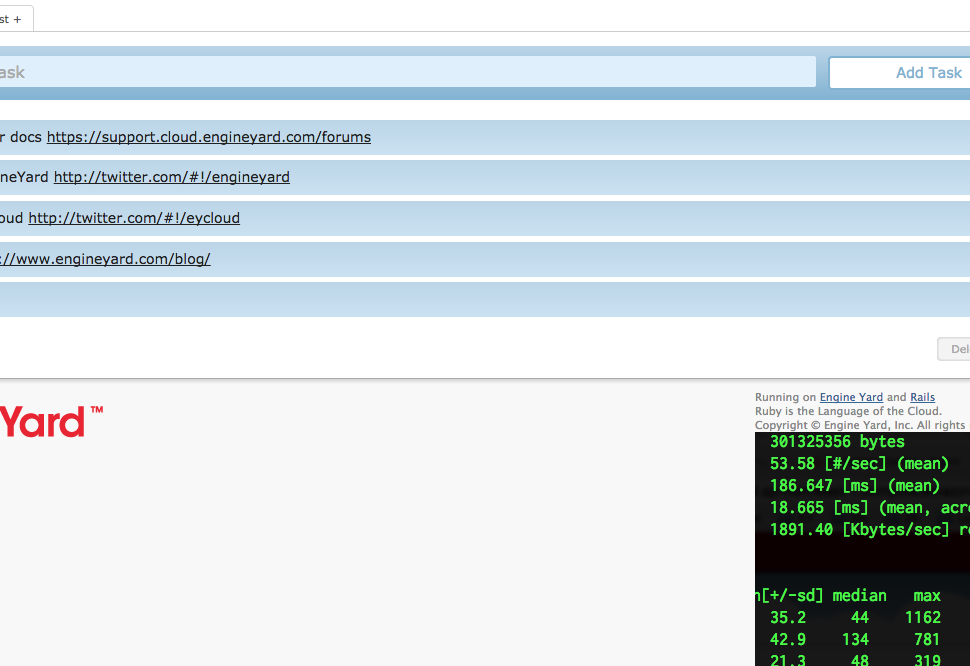 st +
ask
Add Task
r docs https://support.cloud.engineyard.com/forums
neYard http://twitter.com/#!/engineyard
oud http://twitter.com/#!/eycloud
://www.engineyard.com/blog/
Del
Yard™
Running on Engine Yard and Rails
Ruby is the Language of the Cloud.
Copyright © Engine Yard, Inc. All rights
301325356 bytes
53.58 [#/sec] (mean)
186.647 [ms] (mean)
18.665 [ms] (mean, acro
1891.40 [Kbytes/sec] re
n[+/-sd] median max
35.2 44 1162
42.9 134 781
21.3 48 319